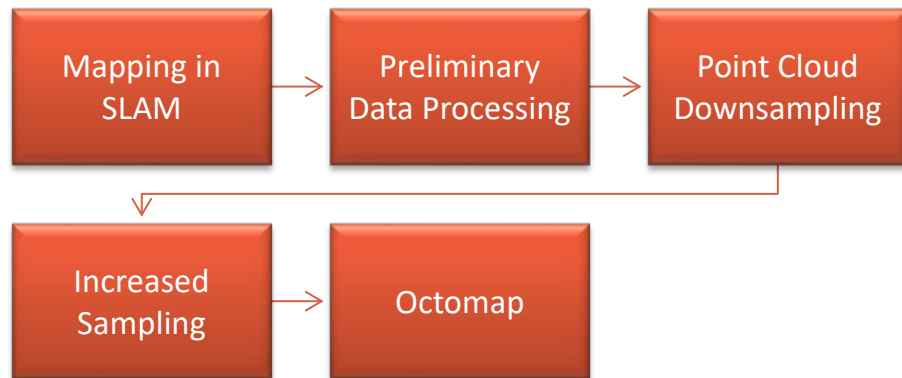 Mapping in
SLAM
Preliminary
Data Processing
Point Cloud
Downsampling
Increased
Sampling
Octomap